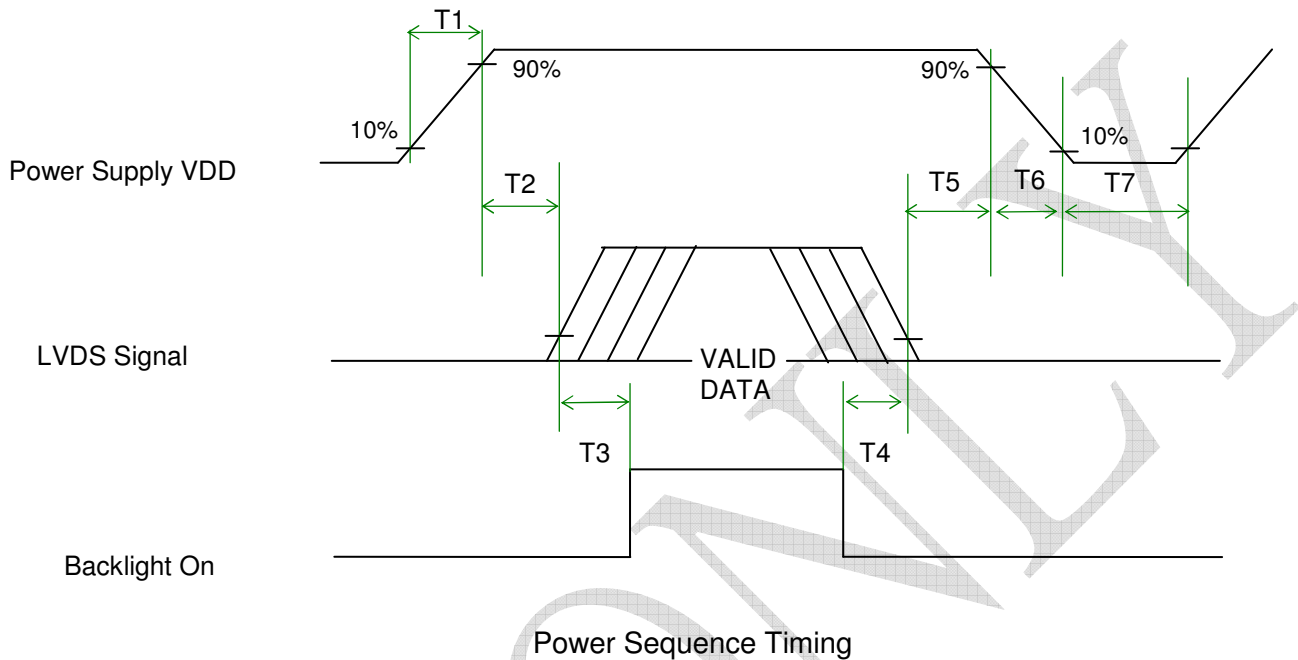 T1
90%
90%
10%
10%
Power Supply VDD
T2
T5
T6
T7
LVDS Signal
VALID
DATA
T3
T4
Backlight On
Power Sequence Timing
ONLY